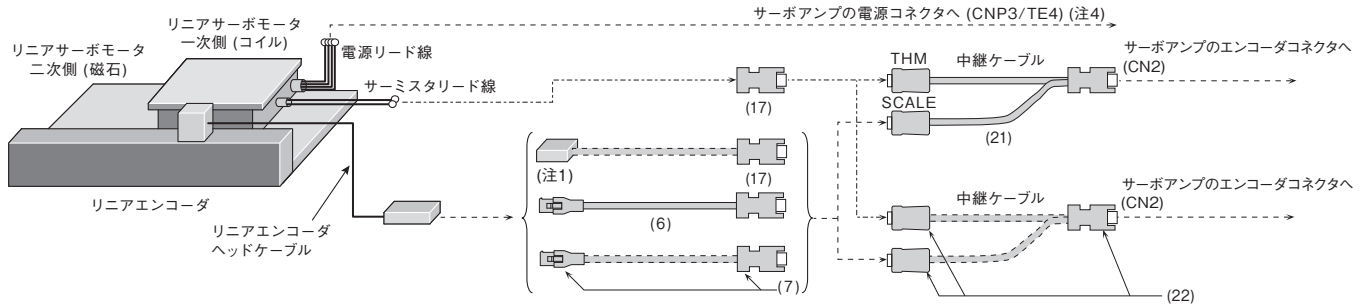 サーボアンプの電源コネクタへ (CNP3/TE4) (注4)
リニアサーボモータ
一次側 (コイル)
リニアサーボモータ
二次側 (磁石)
電源リード線
サーミスタリード線
(17)
THM
中継ケーブル
サーボアンプのエンコーダコネクタへ
(CN2)
SCALE
(21)
(注1)
(17)
リニアエンコーダ
リニアエンコーダ
ヘッドケーブル
(6)
(7)
中継ケーブル
サーボアンプのエンコーダコネクタへ
(CN2)
(22)